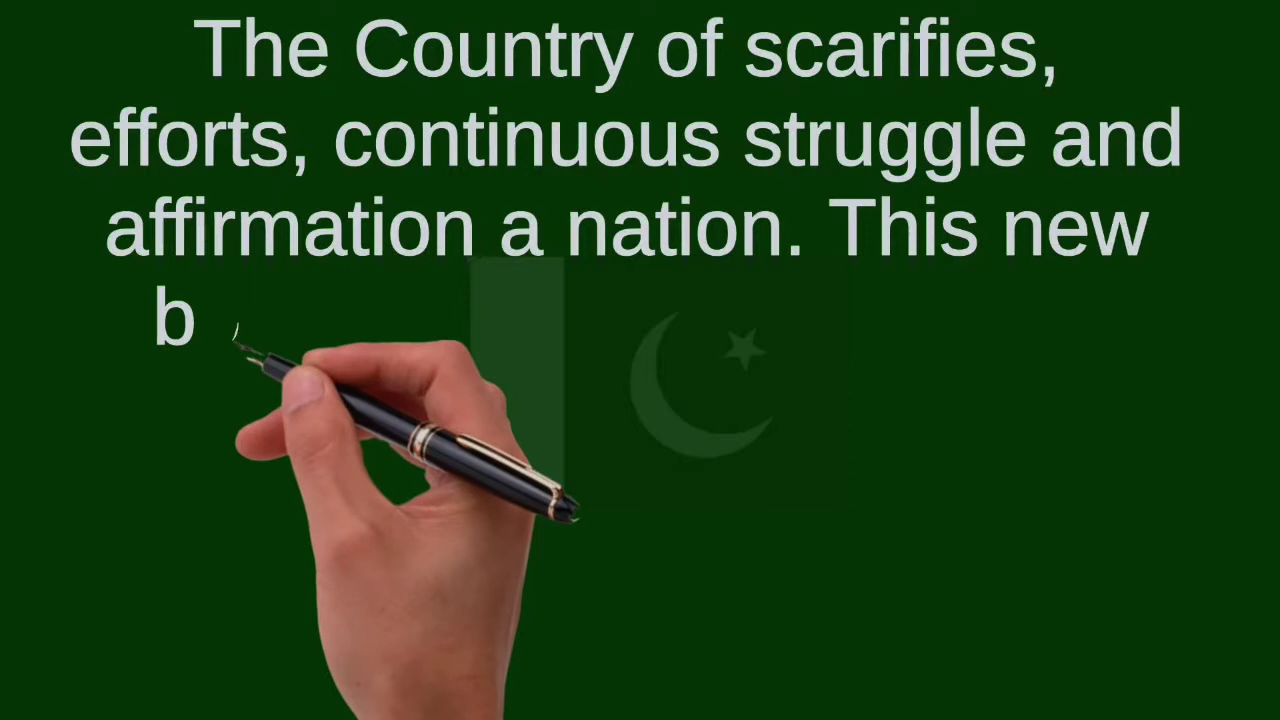 The Country of scarifies,
efforts, continuous struggle and
affirmation a nation. This new
b